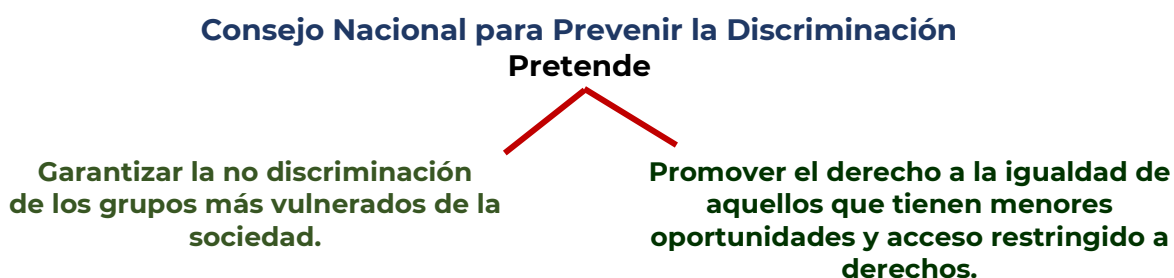 Consejo Nacional para Prevenir la Discriminación
Pretende
Garantizar la no discriminación
de los grupos más vulnerados de la
sociedad.
Promover el derecho a la igualdad de
aquellos que tienen menores
oportunidades y acceso restringido a
derechos.